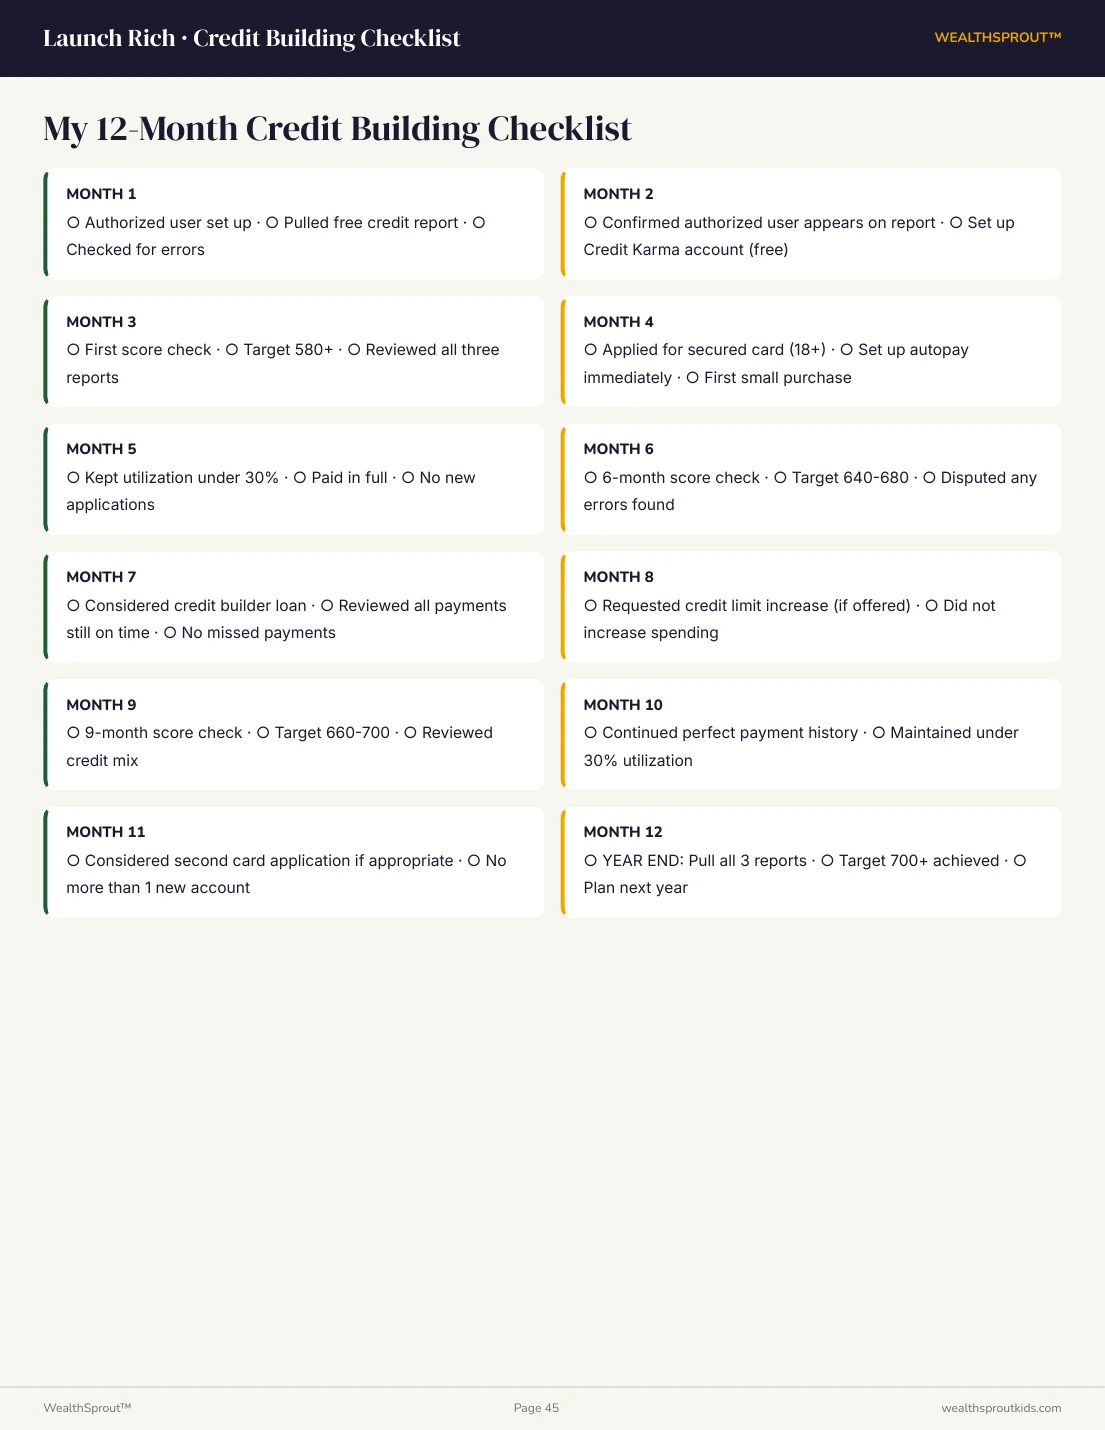 Launch Rich · Credit Building Checklist
WEALTHSPROUT™
My 12-Month Credit Building Checklist
MONTH 1
○ Authorized user set up · ○ Pulled free credit report · ○
Checked for errors
MONTH 2
○ Confirmed authorized user appears on report · ○ Set up
Credit Karma account (free)
MONTH 3
○ First score check · ○ Target 580+ · ○ Reviewed all three
reports
MONTH 4
○ Applied for secured card (18+) · ○ Set up autopay
immediately · ○ First small purchase
MONTH 5
○ Kept utilization under 30% · ○ Paid in full · ○ No new
applications
MONTH 6
○ 6-month score check · ○ Target 640-680 · ○ Disputed any
errors found
MONTH 7
○ Considered credit builder loan · ○ Reviewed all payments
still on time · ○ No missed payments
MONTH 8
○ Requested credit limit increase (if offered) · ○ Did not
increase spending
MONTH 9
○ 9-month score check · ○ Target 660-700 · ○ Reviewed
credit mix
MONTH 10
○ Continued perfect payment history · ○ Maintained under
30% utilization
MONTH 11
○ Considered second card application if appropriate · ○ No
more than 1 new account
MONTH 12
○ YEAR END: Pull all 3 reports · ○ Target 700+ achieved · ○
Plan next year
WealthSprout™
Page 45
wealthsproutkids.com